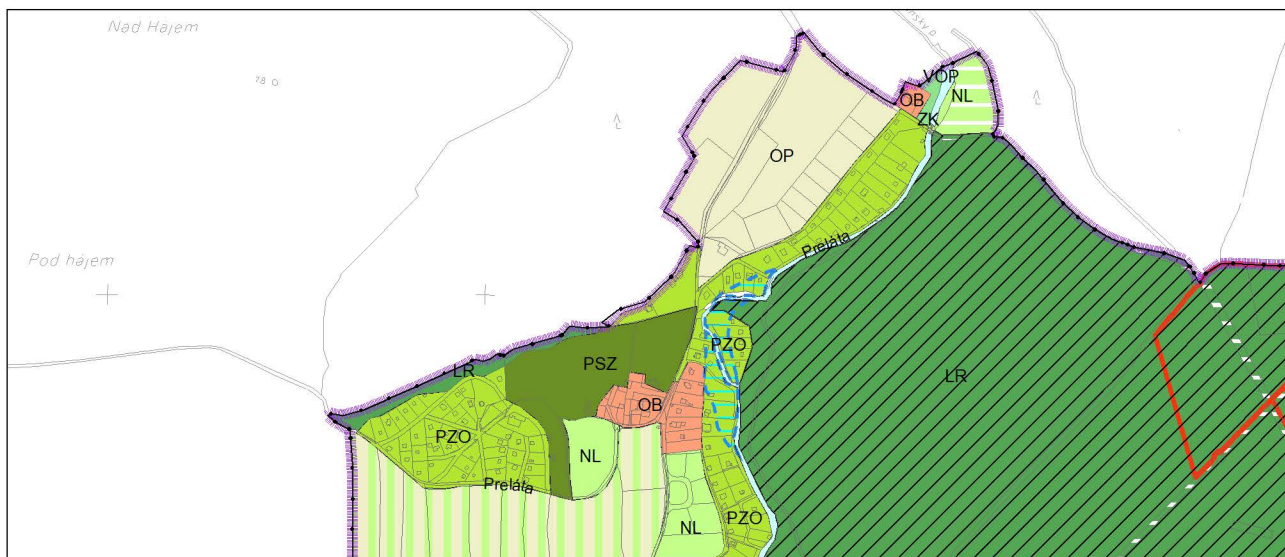 Nad Hájem
VOP
OB
NL
ZK
OP
Preláta
Pod hájem
PZO
PSZ
LR
LR
OB
PZO
NL
Preláta
PZO
NL